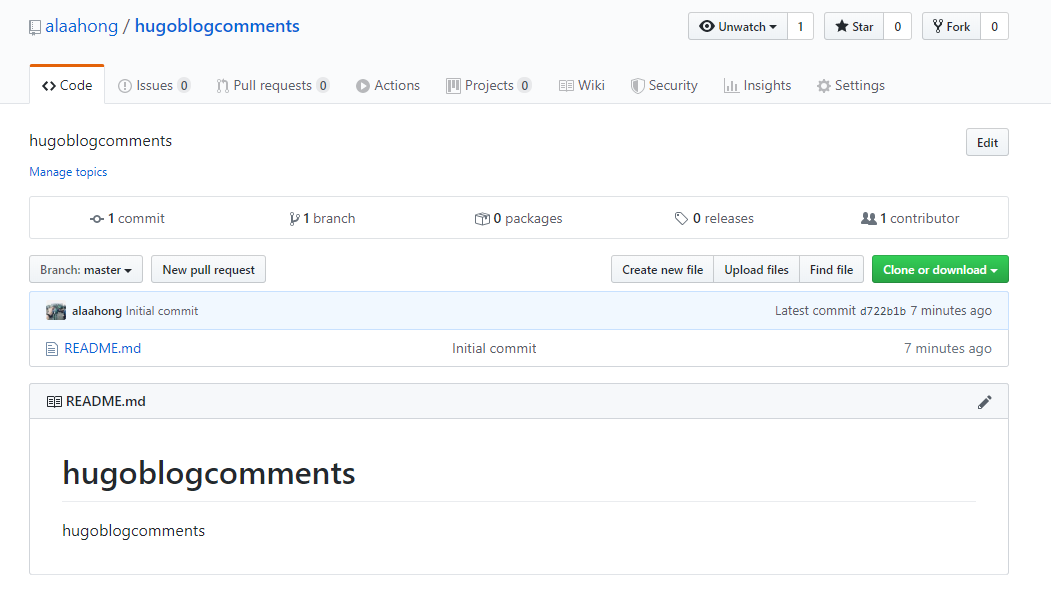 alaahong / hugoblogcomments Unwatch 1 Star 0 Fork 0
Code Issues 0 Pull requests 0 Actions Projects 0 Wiki Security Insights Settings
hugoblogcomments Edit
Manage topics
1 commit 1 branch 0 packages 0 releases 1 contributor
Branch: master New pull request Create new file Upload files Find file Clone or download
alaahong Initial commit Latest commit d722b1b 7 minutes ago
README.md Initial commit 7 minutes ago
README.md
hugoblogcomments
hugoblogcomments